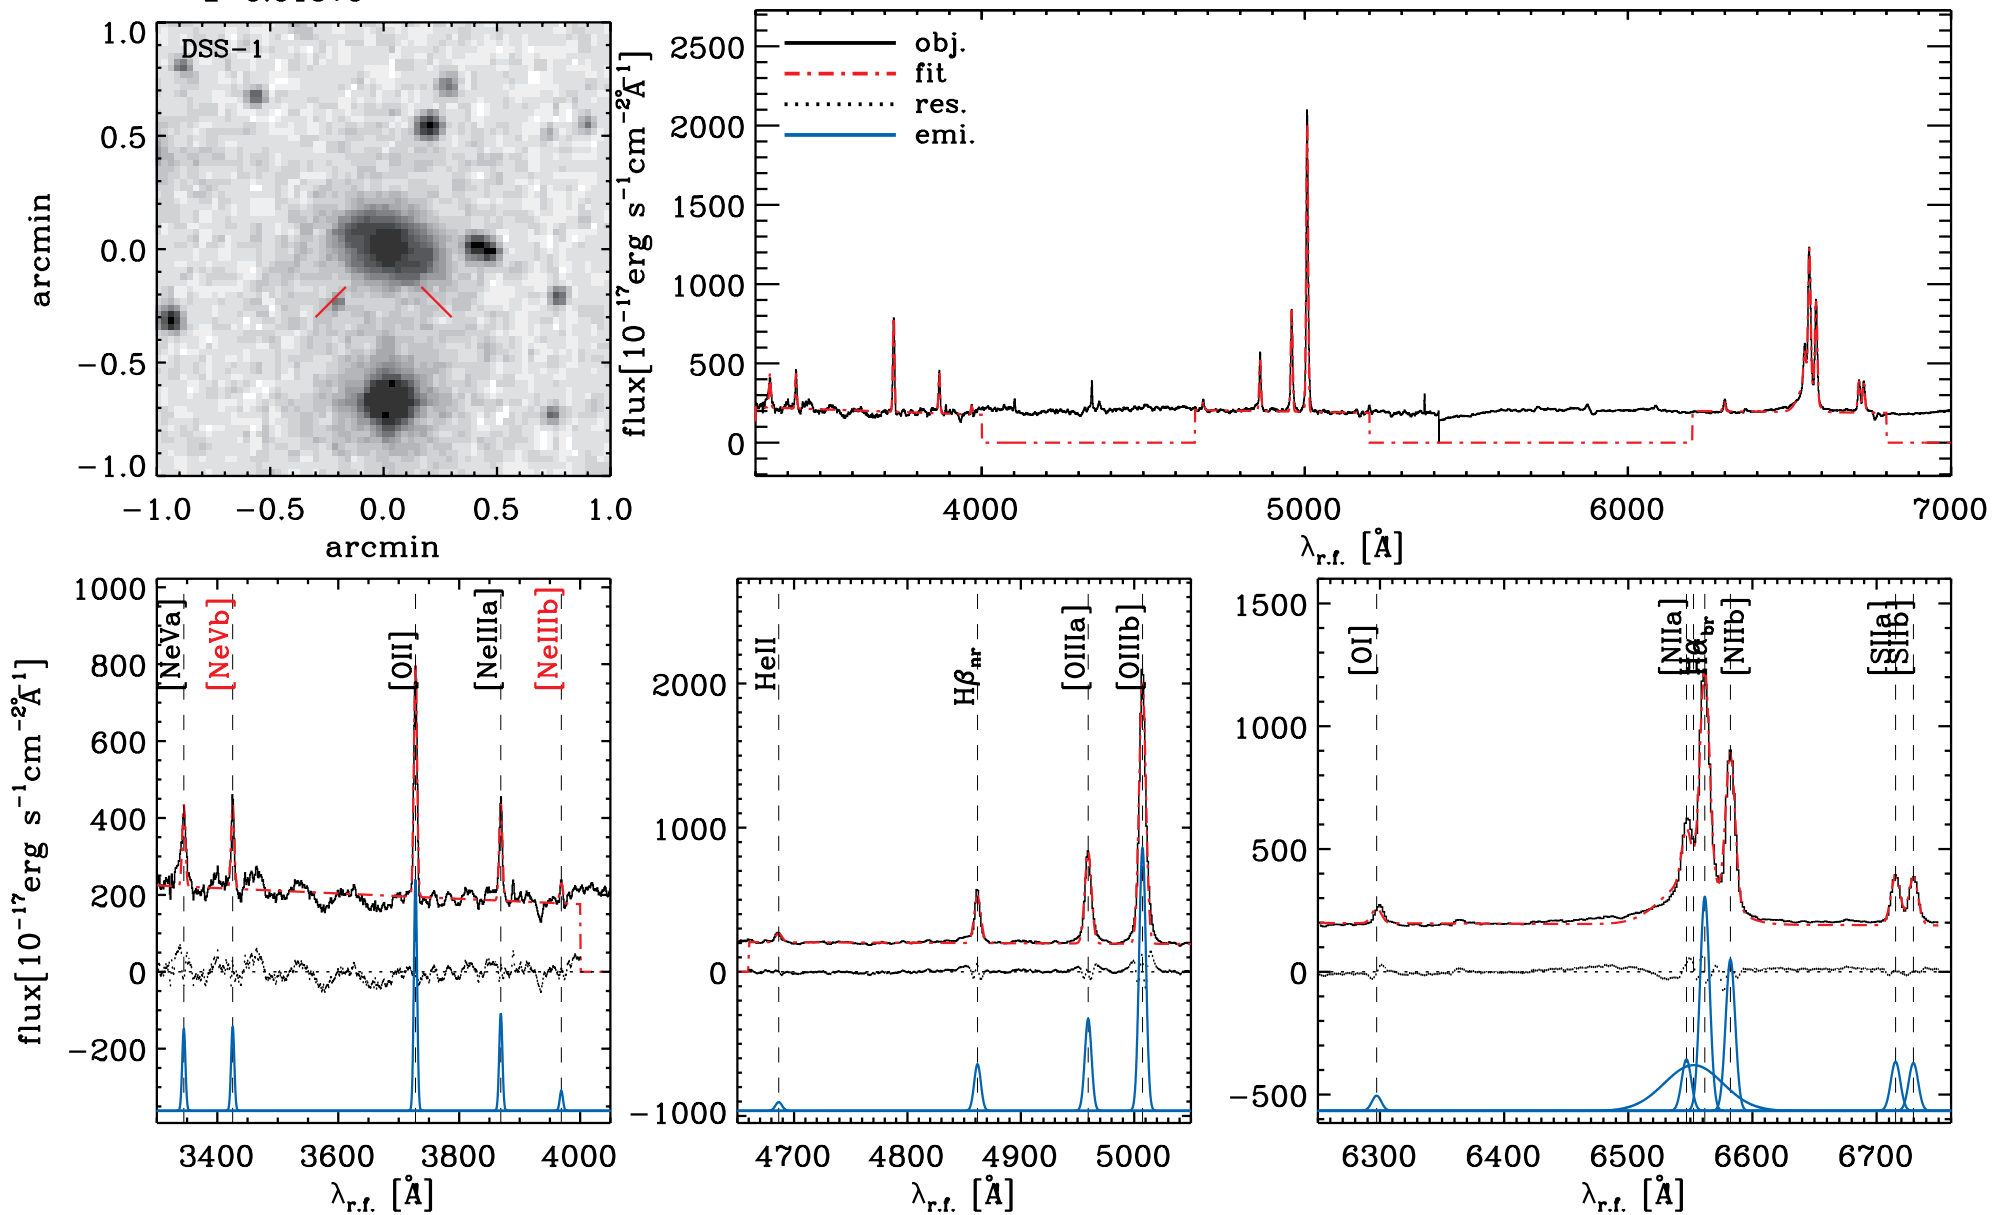 DSS-1
1.0
0.5
0.0
-0.5
-1.0
arcmin
-1.0 -0.5 0.0 0.5 1.0
arcmin
flux[10⁻¹⁷erg s⁻¹cm⁻²Å⁻¹]
2500
2000
1500
1000
500
0
obj.
fit
res.
emi.
4000 5000 6000 7000
λr.f. [Å]
flux[10⁻¹⁷erg s⁻¹cm⁻²Å⁻¹]
1000
800
600
400
200
0
-200
[NeVa]
[NeVb]
[OII]
[NeIIIa]
[NeIIIb]
3400 3600 3800 4000
λr.f. [Å]
2000
1000
0
-1000
HeII
Hβnr
[OIIIa]
[OIIIb]
4700 4800 4900 5000
λr.f. [Å]
1500
1000
500
0
-500
[OI]
[NIIa]
Hα
Hαbr
[NIIb]
[SIIa]
[SIIb]
6300 6400 6500 6600 6700
λr.f. [Å]